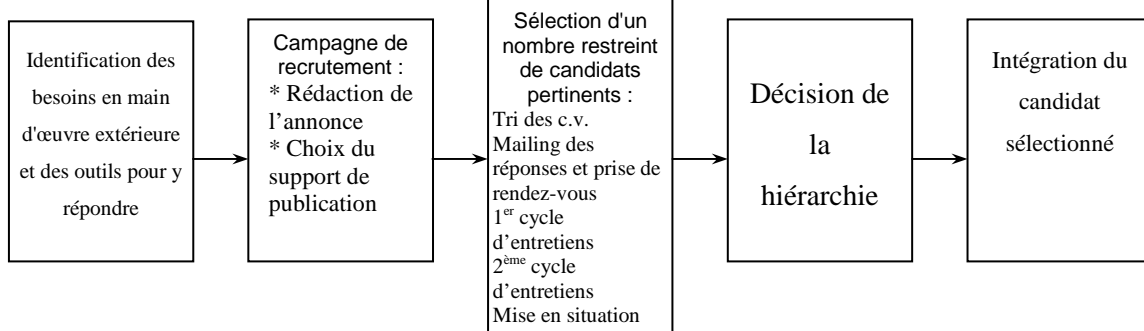 Identification des
besoins en main
d'œuvre extérieure
et des outils pour y
répondre
Campagne de
recrutement :
* Rédaction de
l’annonce
* Choix du
support de
publication
Sélection d'un
nombre restreint
de candidats
pertinents :
Tri des c.v.
Mailing des
réponses et prise de
rendez-vous
1er cycle
d’entretiens
2ème cycle
d’entretiens
Mise en situation
Décision de
la
hiérarchie
Intégration du
candidat
sélectionné